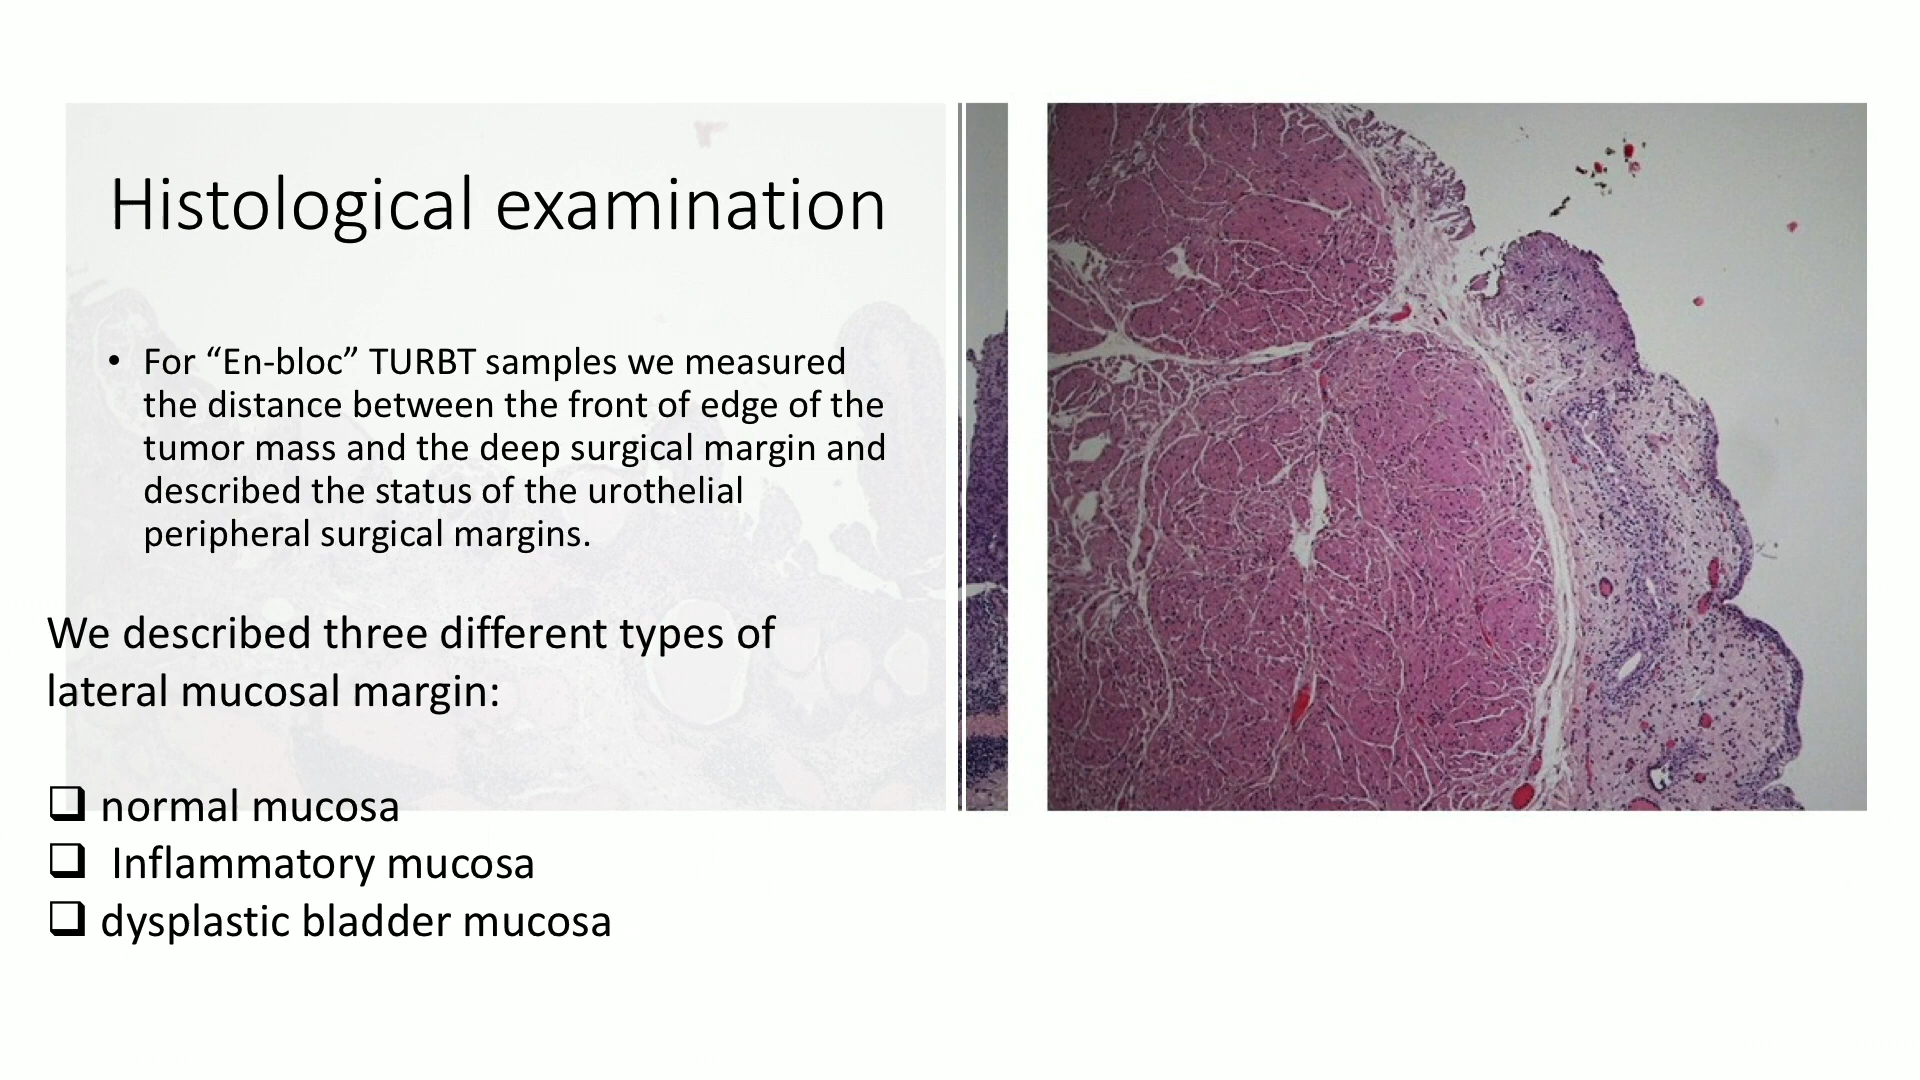 Histological examination
• For “En-bloc” TURBT samples we measured
the distance between the front of edge of the
tumor mass and the deep surgical margin and
described the status of the urothelial
peripheral surgical margins.
We described three different types of
lateral mucosal margin:
❑ normal mucosa
❑ Inflammatory mucosa
❑ dysplastic bladder mucosa